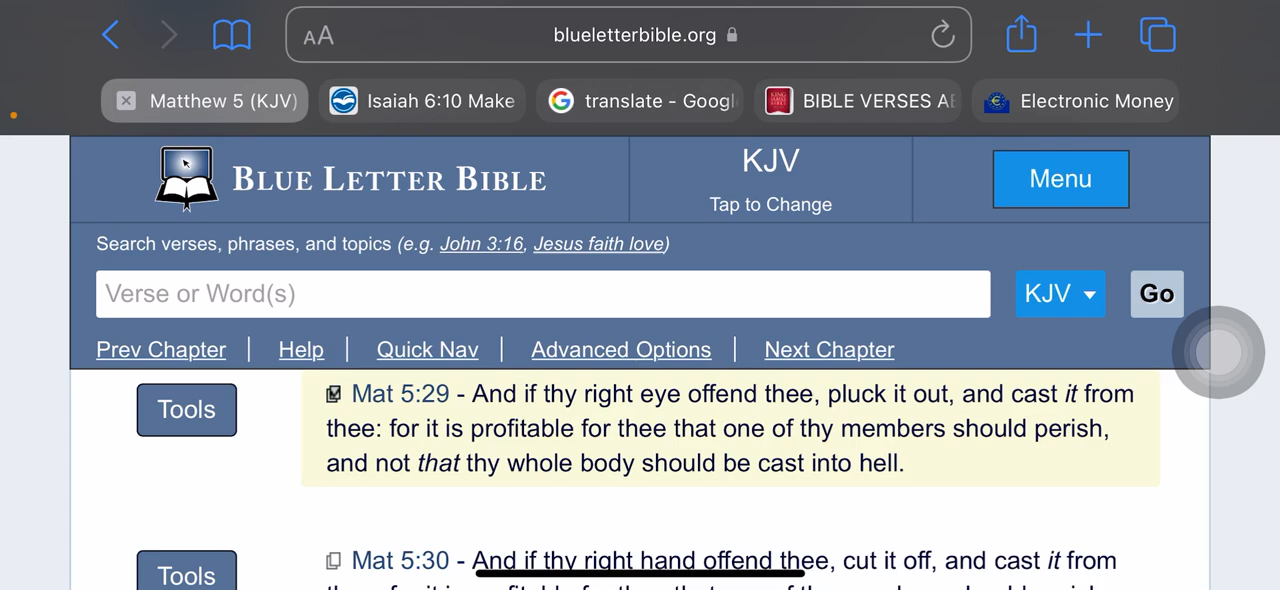 AA blueletterbible.org
Matthew 5 (KJV) Isaiah 6:10 Make translate - Googl BIBLE VERSES AB Electronic Money
BLUE LETTER BIBLE
KJV
Tap to Change
Menu
Search verses, phrases, and topics (e.g. John 3:16, Jesus faith love)
Verse or Word(s) KJV Go
Prev Chapter | Help | Quick Nav | Advanced Options | Next Chapter
Tools
Mat 5:29 - And if thy right eye offend thee, pluck it out, and cast it from
thee: for it is profitable for thee that one of thy members should perish,
and not that thy whole body should be cast into hell.
Tools
Mat 5:30 - And if thy right hand offend thee, cut it off, and cast it from